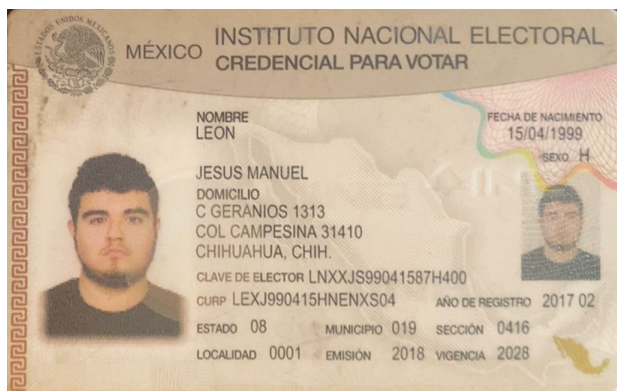 ESTADOS UNIDOS MEXICANOS
MÉXICO
INSTITUTO NACIONAL ELECTORAL
CREDENCIAL PARA VOTAR
NOMBRE
LEON
JESUS MANUEL
FECHA DE NACIMIENTO
15/04/1999
SEXO H
DOMICILIO
C GERANIOS 1313
COL CAMPESINA 31410
CHIHUAHUA, CHIH.
CLAVE DE ELECTOR LNXXJS99041587H400
CURP LEXJ990415HNENXS04 AÑO DE REGISTRO 2017 02
ESTADO 08 MUNICIPIO 019 SECCIÓN 0416
LOCALIDAD 0001 EMISIÓN 2018 VIGENCIA 2028